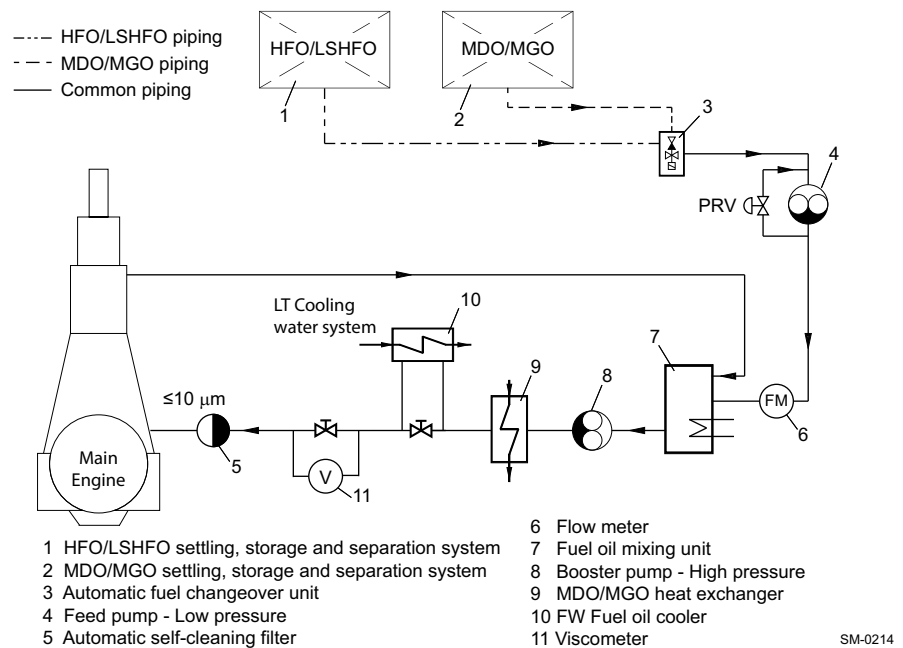 HFO/LSHFO piping
MDO/MGO piping
Common piping
HFO/LSHFO
MDO/MGO
1
2
3
4
PRV
LT Cooling
water system
10
7
9
8
FM
6
≤10 μm
5
V
11
Main
Engine
1 HFO/LSHFO settling, storage and separation system
2 MDO/MGO settling, storage and separation system
3 Automatic fuel changeover unit
4 Feed pump - Low pressure
5 Automatic self-cleaning filter
6 Flow meter
7 Fuel oil mixing unit
8 Booster pump - High pressure
9 MDO/MGO heat exchanger
10 FW Fuel oil cooler
11 Viscometer
SM-0214